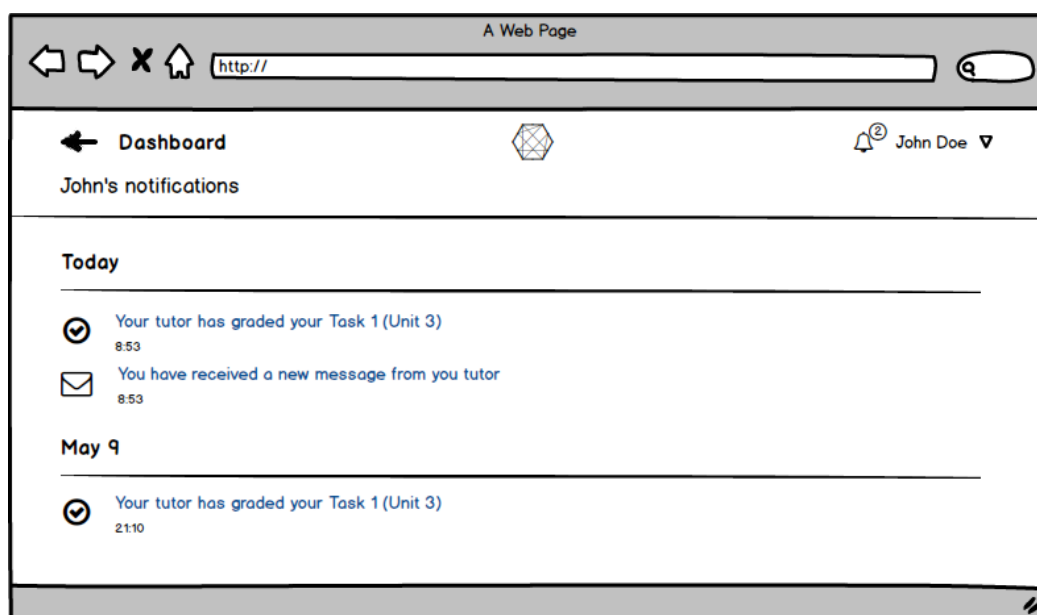 A Web Page
http://
Dashboard
2
John Doe
John's notifications
Today
Your tutor has graded your Task 1 (Unit 3)
8:53
You have received a new message from you tutor
8:53
May 9
Your tutor has graded your Task 1 (Unit 3)
21:10